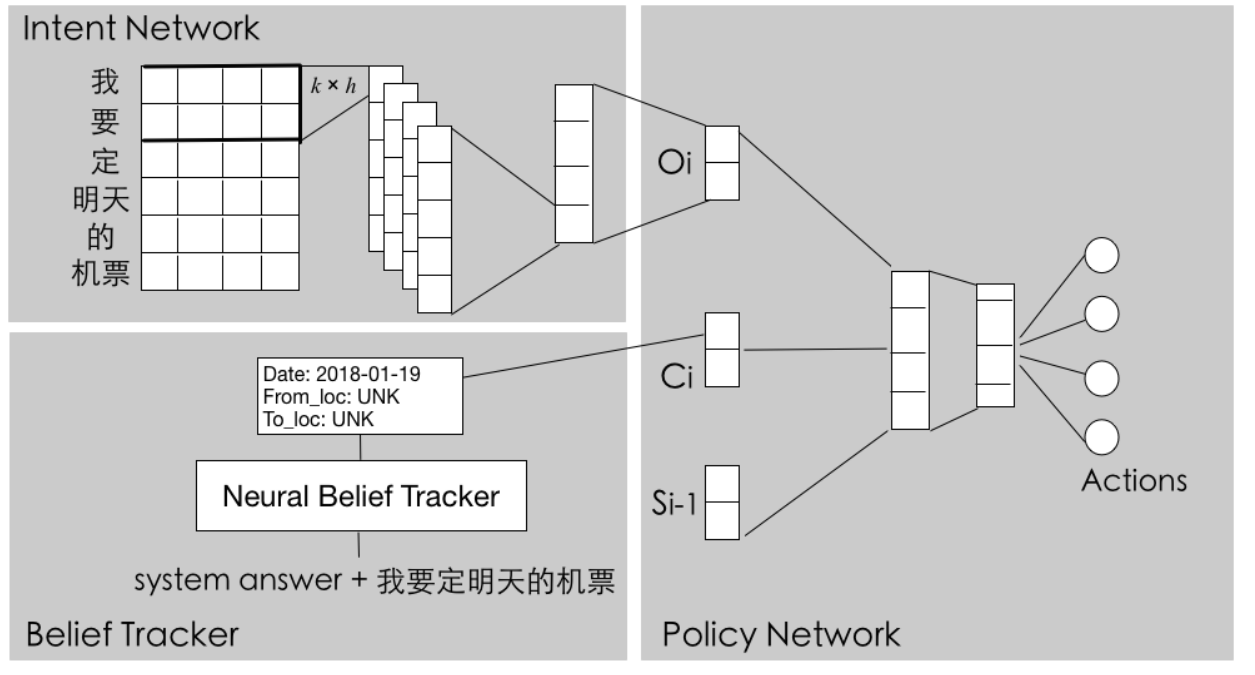 Intent Network
我
要
定
明天
的
机票
k × h
Oi
Date: 2018-01-19
From_loc: UNK
To_loc: UNK
Neural Belief Tracker
system answer + 我要定明天的机票
Belief Tracker
Ci
Si-1
Actions
Policy Network